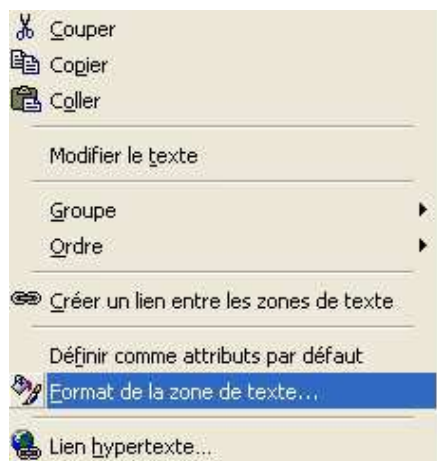 Couper
Copier
Coller
Modifier le texte
Groupe
Ordre
Créer un lien entre les zones de texte
Définir comme attributs par défaut
Format de la zone de texte...
Lien hypertexte...